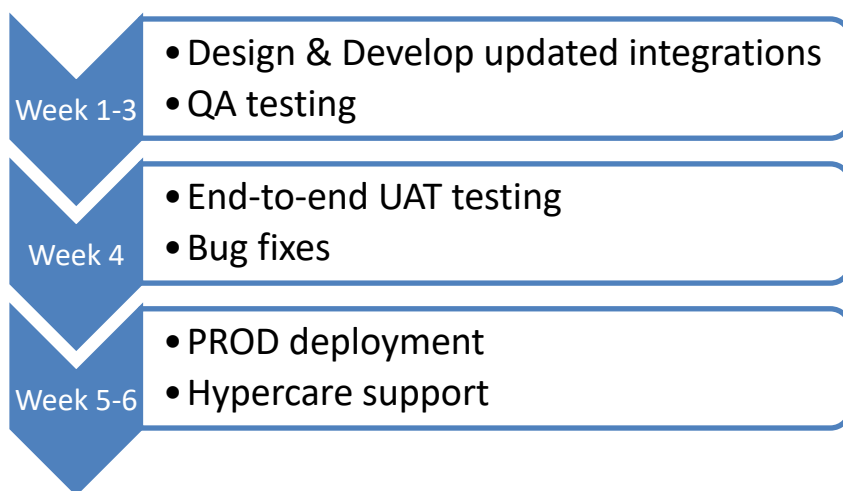 Week 1-3
• Design & Develop updated integrations
• QA testing
Week 4
• End-to-end UAT testing
• Bug fixes
Week 5-6
• PROD deployment
• Hypercare support